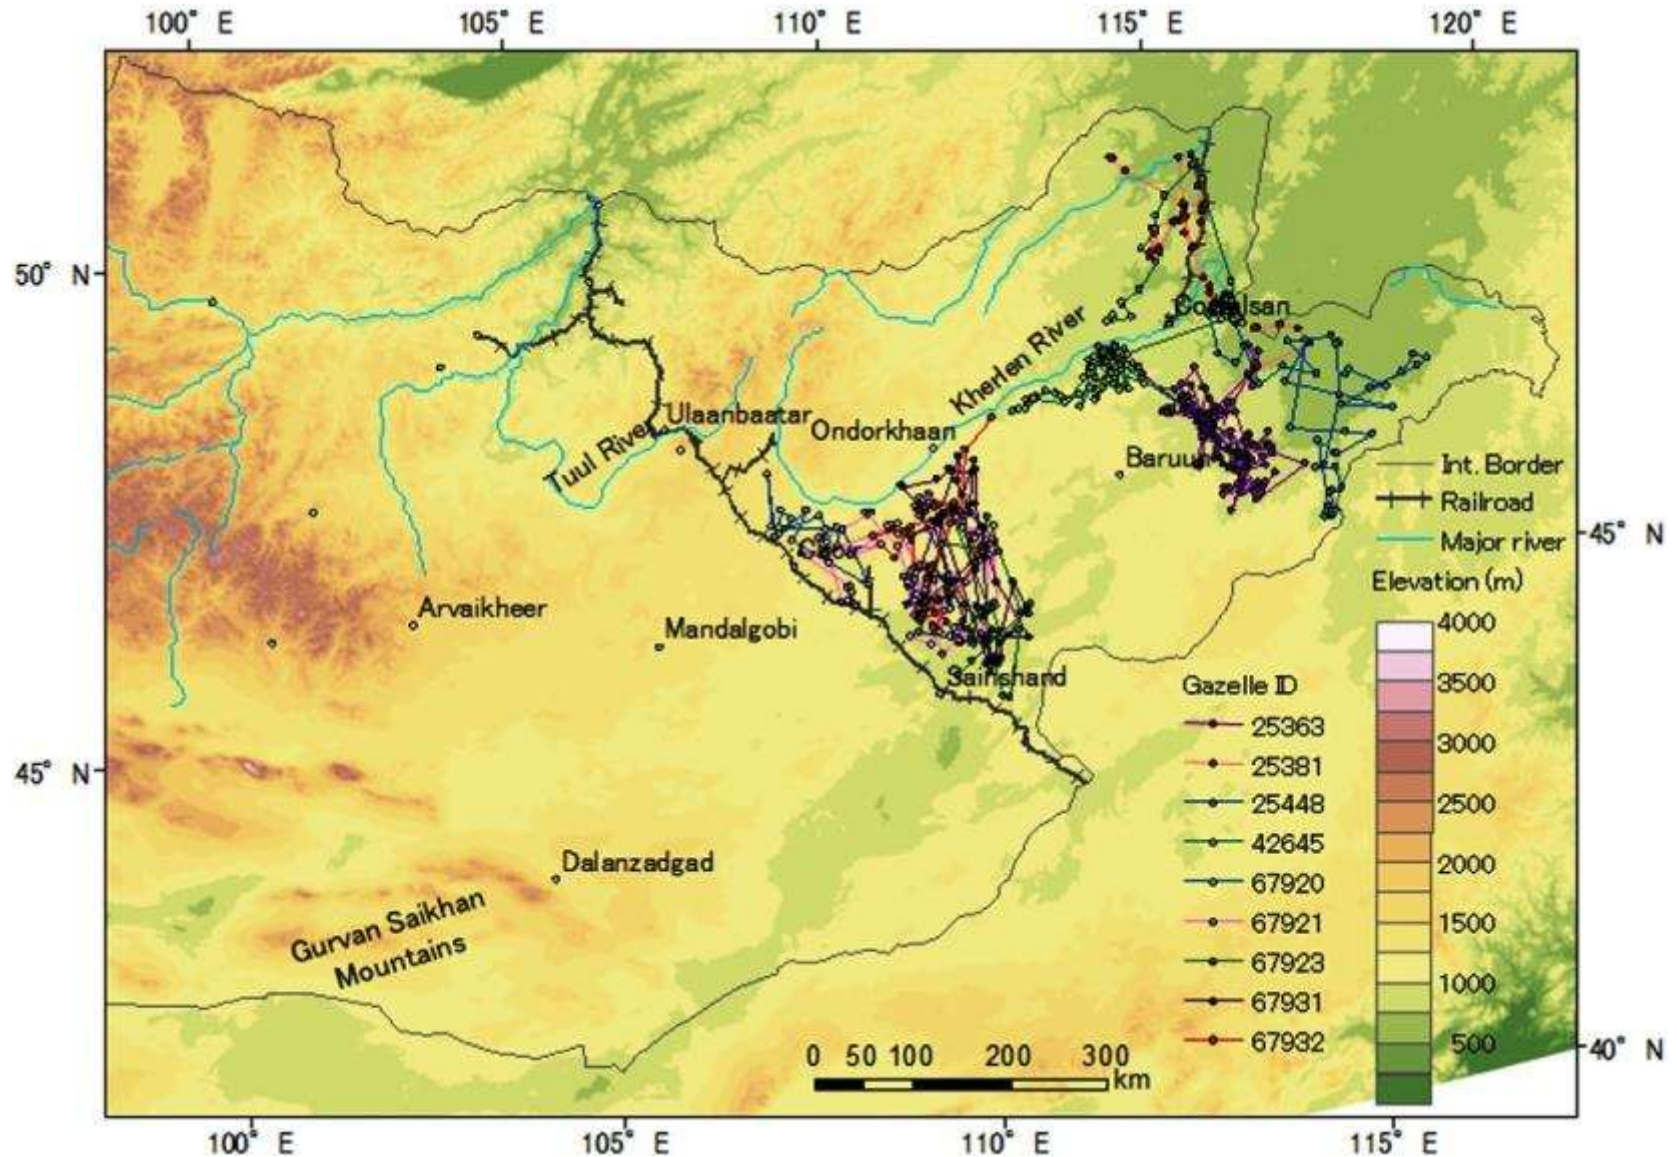 100° E 105° E 110° E 115° E 120° E
50° N
Kherlen River
Ulaanbaatar
Ondorkhaan
Tuul River
Int. Border
Railroad
45° N
Major river
Elevation (m)
Arvaikheer
Mandalgobi
4000
Sainshand
Gazelle ID
3500
25363
3000
45° N
25381
25448
2500
42645
Dalanzadgad
2000
67920
Gurvan Saikhan
Mountains
67921
1500
67923
1000
67931
67932
500
0 50 100 200 300
km
40° N
100° E 105° E 110° E 115° E